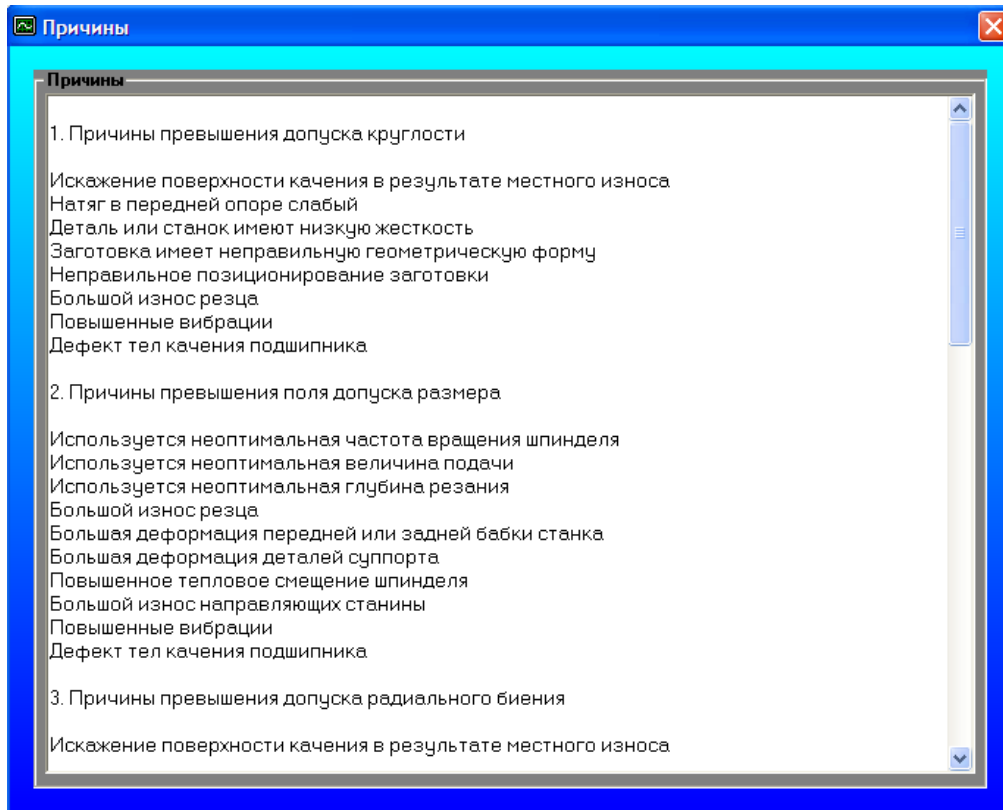 Причины
Причины
1. Причины превышения допуска круглости
Искажение поверхности качения в результате местного износа
Натяг в передней опоре слабый
Деталь или станок имеют низкую жесткость
Заготовка имеет неправильную геометрическую форму
Неправильное позиционирование заготовки
Большой износ резца
Повышенные вибрации
Дефект тел качения подшипника
2. Причины превышения поля допуска размера
Используется неоптимальная частота вращения шпинделя
Используется неоптимальная величина подачи
Используется неоптимальная глубина резания
Большой износ резца
Большая деформация передней или задней бабки станка
Большая деформация деталей суппорта
Повышенное тепловое смещение шпинделя
Большой износ направляющих станины
Повышенные вибрации
Дефект тел качения подшипника
3. Причины превышения допуска радиального биения
Искажение поверхности качения в результате местного износа